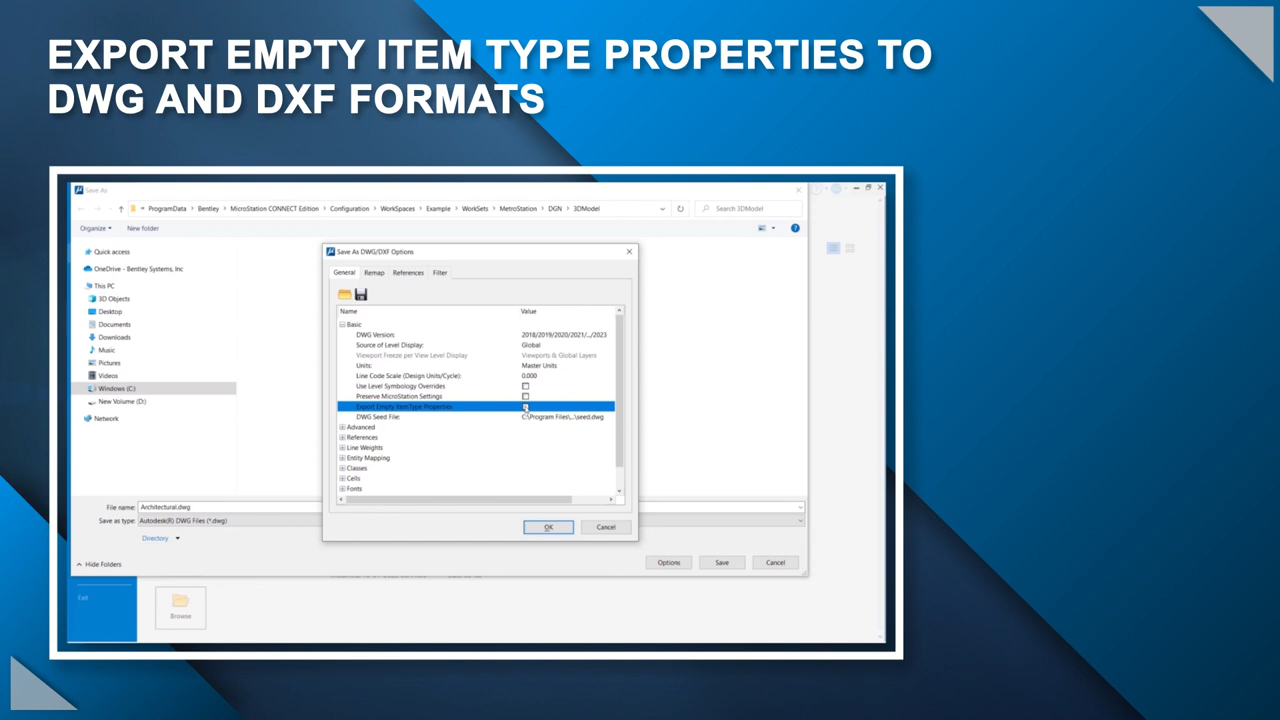 EXPORT EMPTY ITEM TYPE PROPERTIES TO
DWG AND DXF FORMATS
Save As
« ProgramData > Bentley > MicroStation CONNECT Edition > Configuration > WorkSpaces > Example > WorkSets > MetroStation > DGN > 3DModel
Search 3DModel
Organize
New folder
Quick access
OneDrive - Bentley Systems, Inc
This PC
3D Objects
Desktop
Documents
Downloads
Music
Pictures
Videos
Windows (C:)
New Volume (D:)
Network
Save As DWG/DXF Options
General Remap References Filter
Name Value
Basic
DWG Version: 2018/2019/2020/2021/.../2023
Source of Level Display: Global
Viewport Freeze per View Level Display Viewports & Global Layers
Units: Master Units
Line Code Scale (Design Units/Cycle): 0.000
Use Level Symbology Overrides
Preserve MicroStation Settings
Export Empty ItemType Properties
DWG Seed File: C:\Program Files\...\seed.dwg
Advanced
References
Line Weights
Entity Mapping
Classes
Cells
Fonts
OK Cancel
File name: Architectural.dwg
Save as type: Autodesk(R) DWG Files (*.dwg)
Directory
Hide Folders
Options Save Cancel
Exit
Browse